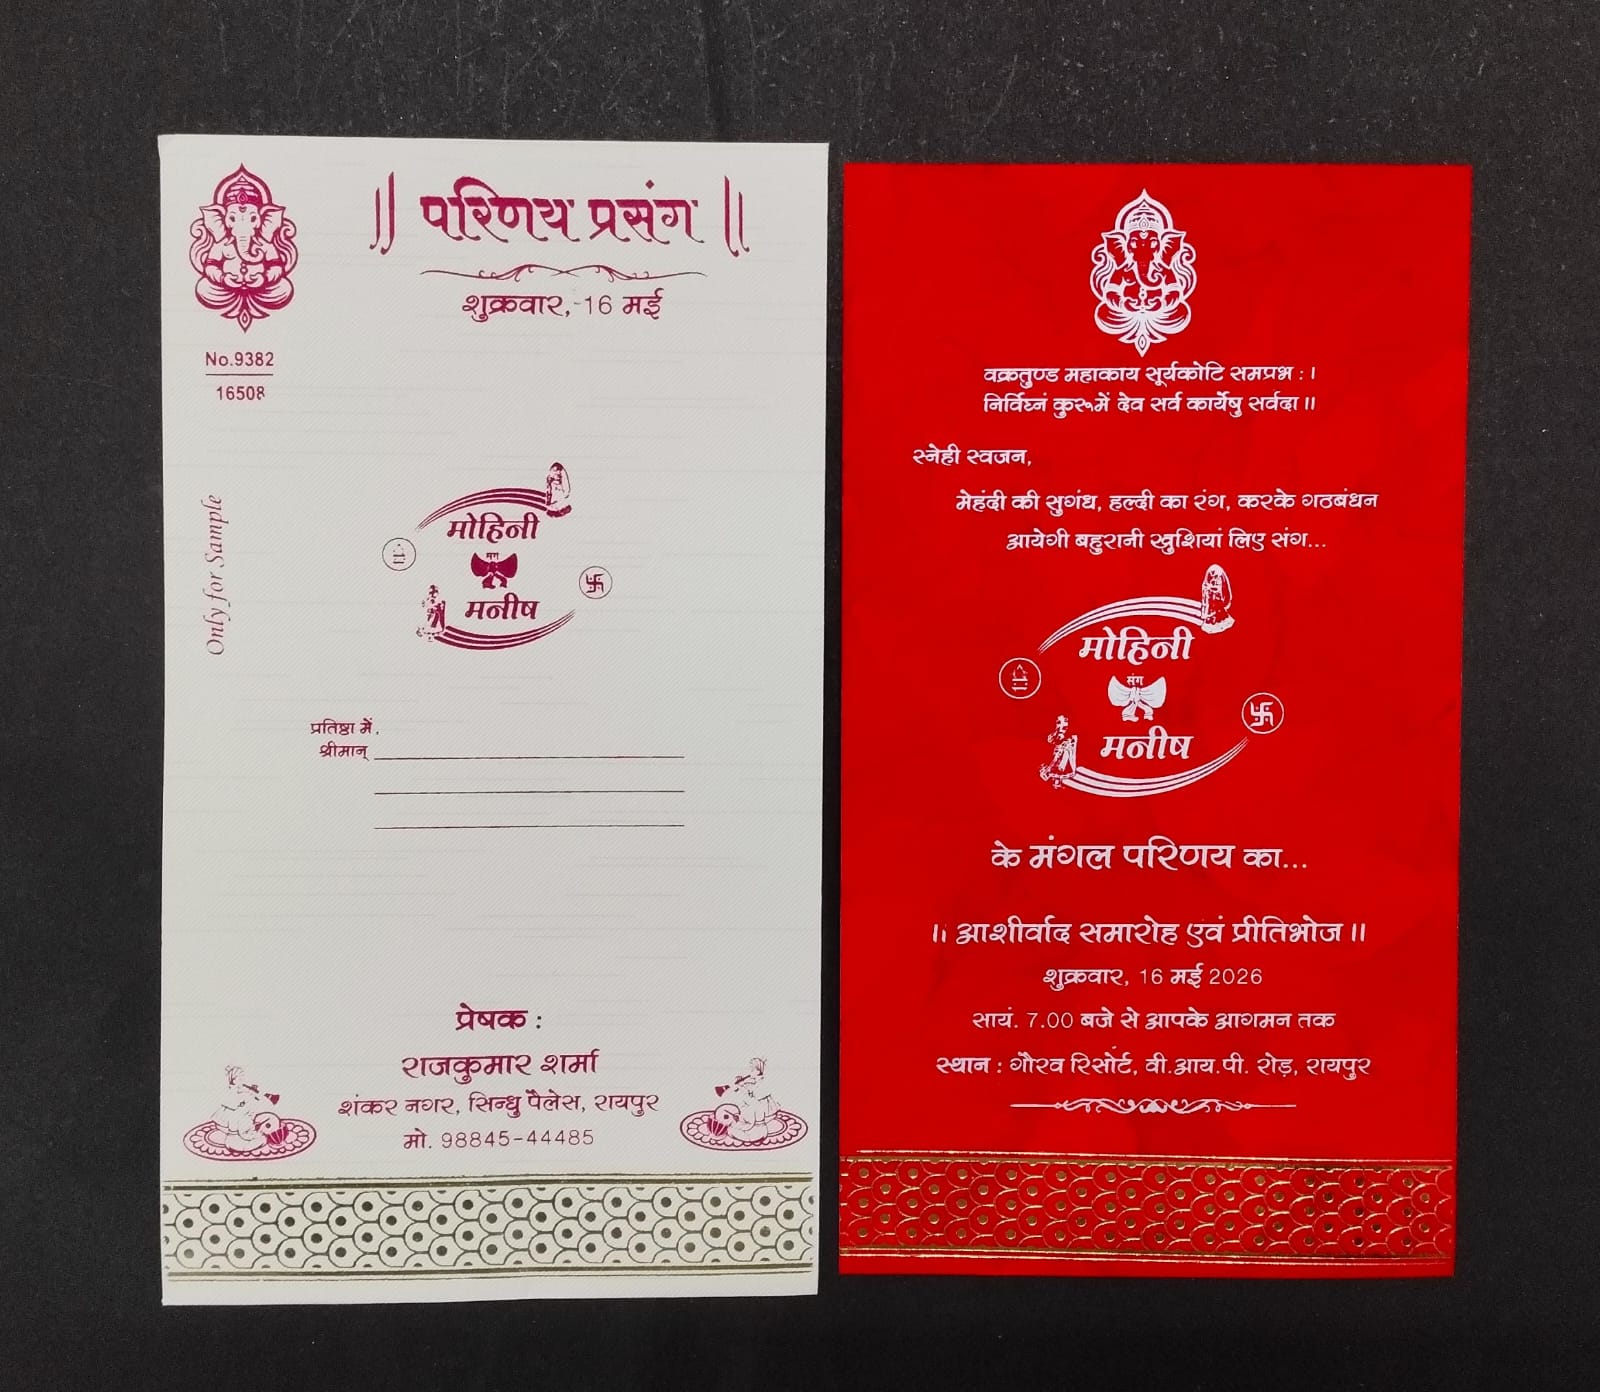 || परिणय प्रसंग ||
शुक्रवार, 16 मई
No.9382
16508
Only for Sample
मोहिनी
संग
मनीष
प्रतिष्ठा में,
श्रीमान्
प्रेषक :
राजकुमार शर्मा
शंकर नगर, सिन्धु पैलेस, रायपुर
मो. 98845-44485
वक्रतुण्ड महाकाय सूर्यकोटि समप्रभ : ।
निर्विघ्नं कुरूमें देव सर्व कार्येषु सर्वदा ।।
स्नेही स्वजन,
मेहंदी की सुगंध, हल्दी का रंग, करके गठबंधन
आयेगी बहुरानी खुशियां लिए संग...
मोहिनी
संग
मनीष
के मंगल परिणय का...
।। आशीर्वाद समारोह एवं प्रीतिभोज ।।
शुक्रवार, 16 मई 2026
सायं. 7.00 बजे से आपके आगमन तक
स्थान : गौरव रिसोर्ट, वी.आय.पी. रोड़, रायपुर